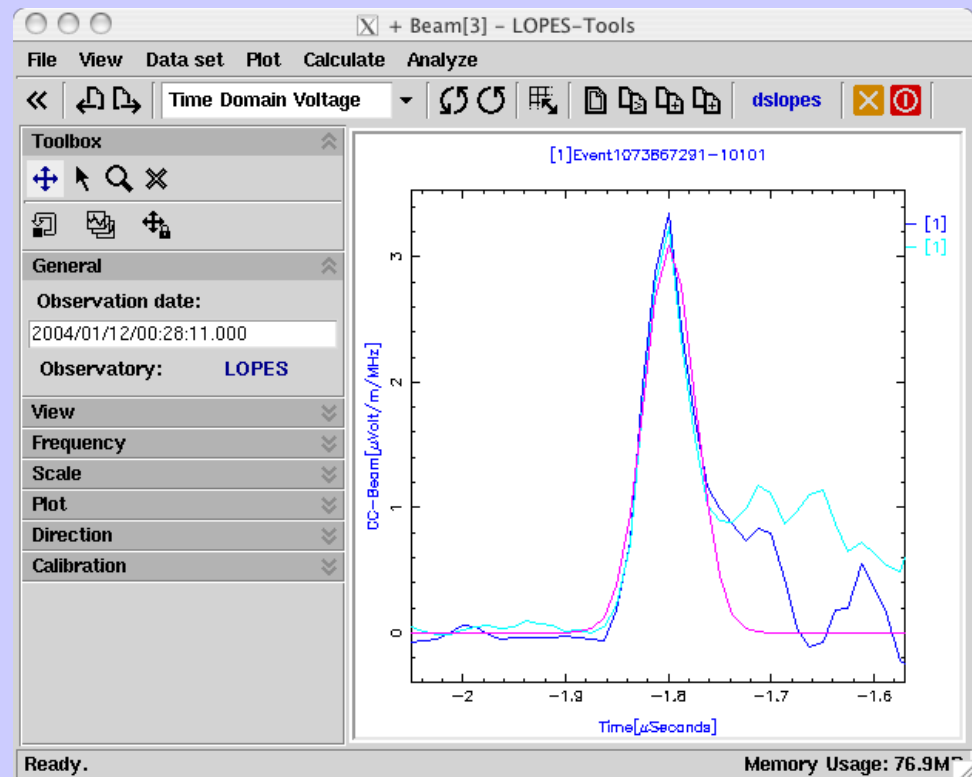 + Beam[3] - LOPES-Tools
File View Data set Plot Calculate Analyze
Time Domain Voltage dslopes
Toolbox
General
Observation date:
2004/01/12/00:28:11.000
Observatory: LOPES
View
Frequency
Scale
Plot
Direction
Calibration
[1]Event1073867291-10101
[1]
[1]
CC-Beam[μVolt/m/MHz]
3
2
1
0
-2 -1.9 -1.8 -1.7 -1.6
Time[μSeconds]
Ready. Memory Usage: 76.9MB